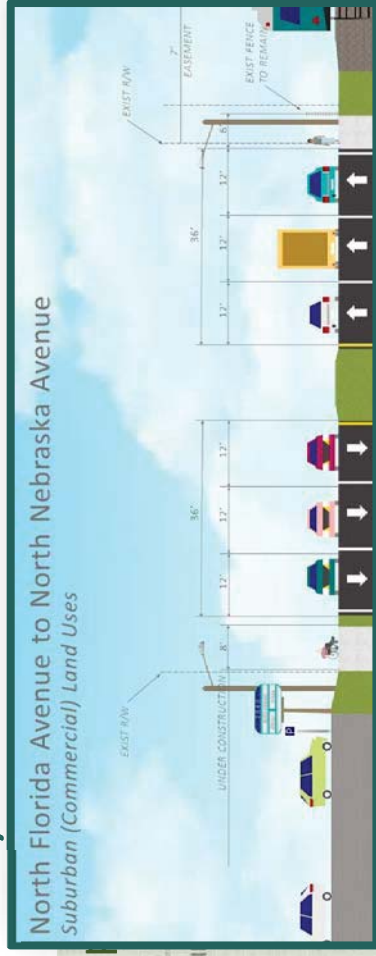 North Florida Avenue to North Nebraska Avenue
Suburban (Commercial) Land Uses
EXIST R/W
UNDER CONSTRUCTION
8'
36'
12'
12'
12'
36'
12'
12'
12'
6'
EXIST R/W
7'
EASEMENT
EXIST FENCE
TO REMAIN
P